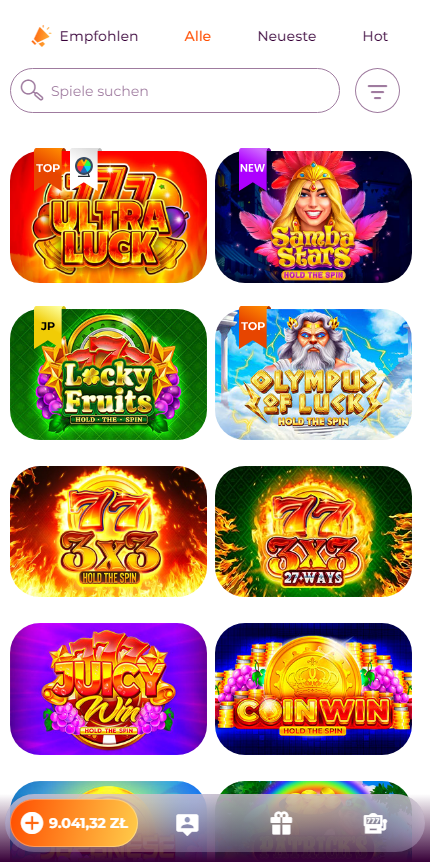 Empfohlen Alle Neueste Hot
Spiele suchen
TOP
777
ULTRA
LUCK
NEW
Samba
Stars
HOLD THE SPIN
JP
Lucky
Fruits
HOLD · THE · SPIN
TOP
OLYMPUS
OF LUCK
HOLD THE SPIN
77
3X3
HOLD THE SPIN
77
3X3
27 WAYS
777
JUICY
Win
HOLD THE SPIN
COIN WIN
HOLD THE SPIN
9.041,32 ZŁ
777